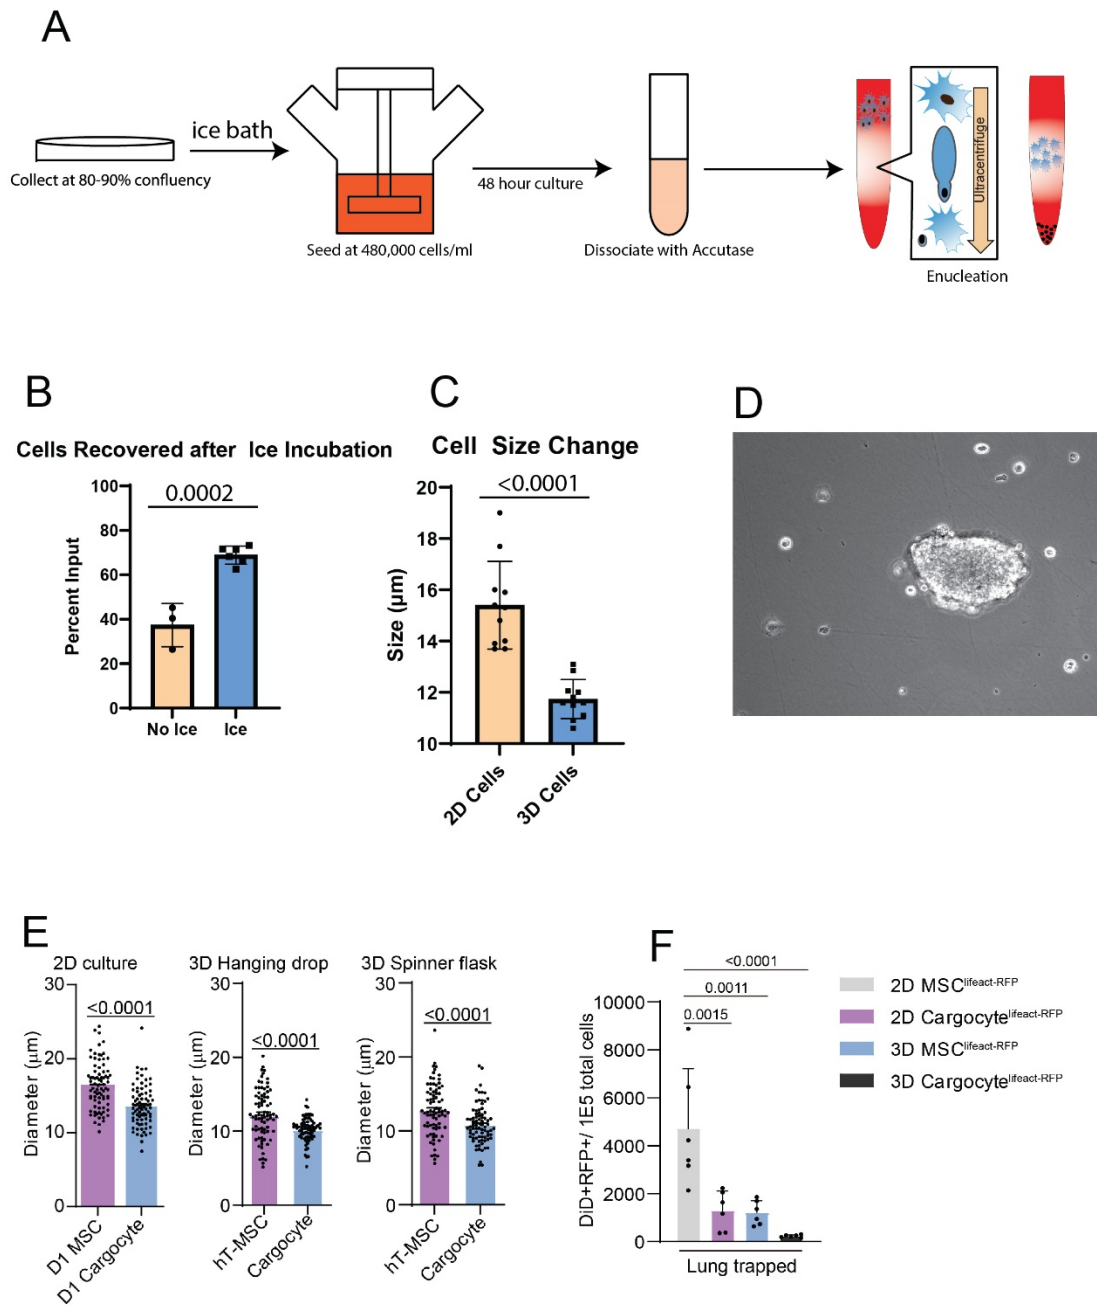 A
ice bath
Collect at 80-90% confluency
Seed at 480,000 cells/ml
48 hour culture
Dissociate with Accutase
Ultracentrifuge
Enucleation
B
Cells Recovered after Ice Incubation
0.0002
100
80
60
40
20
0
Percent Input
No Ice
Ice
C
Cell Size Change
<0.0001
20
18
16
14
12
10
Size (µm)
2D Cells
3D Cells
D
E
2D culture
<0.0001
30
20
10
0
Diameter (µm)
D1 MSC
D1 Cargocyte
3D Hanging drop
<0.0001
30
20
10
0
Diameter (µm)
hT-MSC
Cargocyte
3D Spinner flask
<0.0001
30
20
10
0
Diameter (µm)
hT-MSC
Cargocyte
F
<0.0001
0.0011
0.0015
10000
8000
6000
4000
2000
0
DiD+RFP+/ 1E5 total cells
Lung trapped
2D MSClifeact-RFP
2D Cargocytelifeact-RFP
3D MSClifeact-RFP
3D Cargocytelifeact-RFP